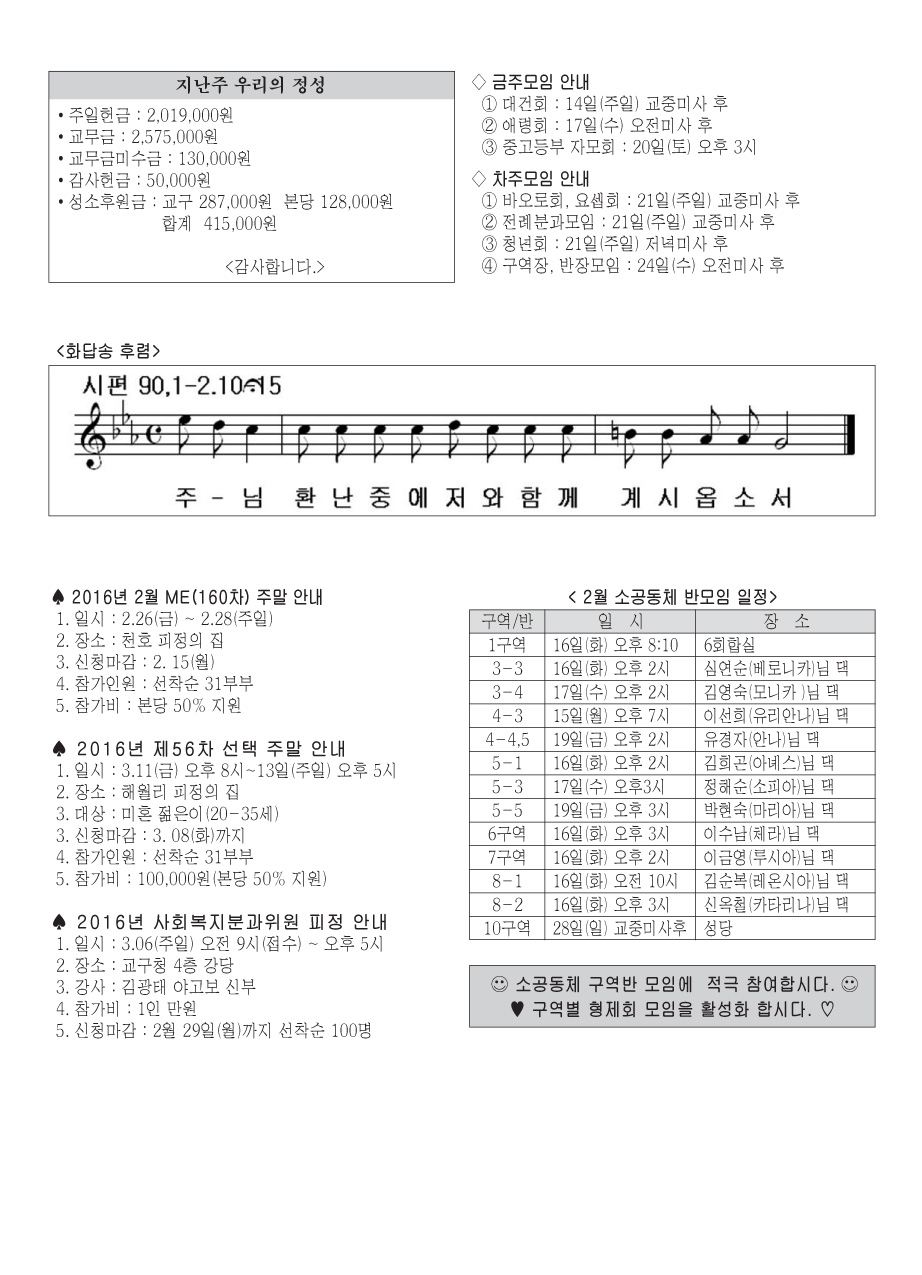 지난주 우리의 정성
• 주일헌금 : 2,019,000원
• 교무금 : 2,575,000원
• 교무금미수금 : 130,000원
• 감사헌금 : 50,000원
• 성소후원금 : 교구 287,000원 본당 128,000원
합계 415,000원
<감사합니다.>
◇ 금주모임 안내
① 대건회 : 14일(주일) 교중미사 후
② 애령회 : 17일(수) 오전미사 후
③ 중고등부 자모회 : 20일(토) 오후 3시
◇ 차주모임 안내
① 바오로회, 요셉회 : 21일(주일) 교중미사 후
② 전례분과모임 : 21일(주일) 교중미사 후
③ 청년회 : 21일(주일) 저녁미사 후
④ 구역장, 반장모임 : 24일(수) 오전미사 후
<화답송 후렴>
시편 90,1-2.10-15
주 - 님 환 난 중 에 저 와 함 께 계 시 옵 소 서
♠ 2016년 2월 ME(160차) 주말 안내
1. 일시 : 2.26(금) ~ 2.28(주일)
2. 장소 : 천호 피정의 집
3. 신청마감 : 2. 15(월)
4. 참가인원 : 선착순 31부부
5. 참가비 : 본당 50% 지원
♠ 2016년 제56차 선택 주말 안내
1. 일시 : 3.11(금) 오후 8시~13일(주일) 오후 5시
2. 장소 : 해월리 피정의 집
3. 대상 : 미혼 젊은이(20-35세)
3. 신청마감 : 3. 08(화)까지
4. 참가인원 : 선착순 31부부
5. 참가비 : 100,000원(본당 50% 지원)
♠ 2016년 사회복지분과위원 피정 안내
1. 일시 : 3.06(주일) 오전 9시(접수) ~ 오후 5시
2. 장소 : 교구청 4층 강당
3. 강사 : 김광태 야고보 신부
4. 참가비 : 1인 만원
5. 신청마감 : 2월 29일(월)까지 선착순 100명
< 2월 소공동체 반모임 일정>
구역/반 일 시 장 소
1구역 16일(화) 오후 8:10 6회합실
3-3 16일(화) 오후 2시 심연순(베로니카)님 댁
3-4 17일(수) 오후 2시 김영숙(모니카 )님 댁
4-3 15일(월) 오후 7시 이선희(유리안나)님 댁
4-4,5 19일(금) 오후 2시 유경자(안나)님 댁
5-1 16일(화) 오후 2시 김희곤(아녜스)님 댁
5-3 17일(수) 오후3시 정해순(소피아)님 댁
5-5 19일(금) 오후 3시 박현숙(마리아)님 댁
6구역 16일(화) 오후 3시 이수남(체라)님 댁
7구역 16일(화) 오후 2시 이금영(루시아)님 댁
8-1 16일(화) 오전 10시 김순복(레온시아)님 댁
8-2 16일(화) 오후 3시 신옥철(카타리나)님 댁
10구역 28일(일) 교중미사후 성당
☺ 소공동체 구역반 모임에 적극 참여합시다. ☺
♥ 구역별 형제회 모임을 활성화 합시다. ♡